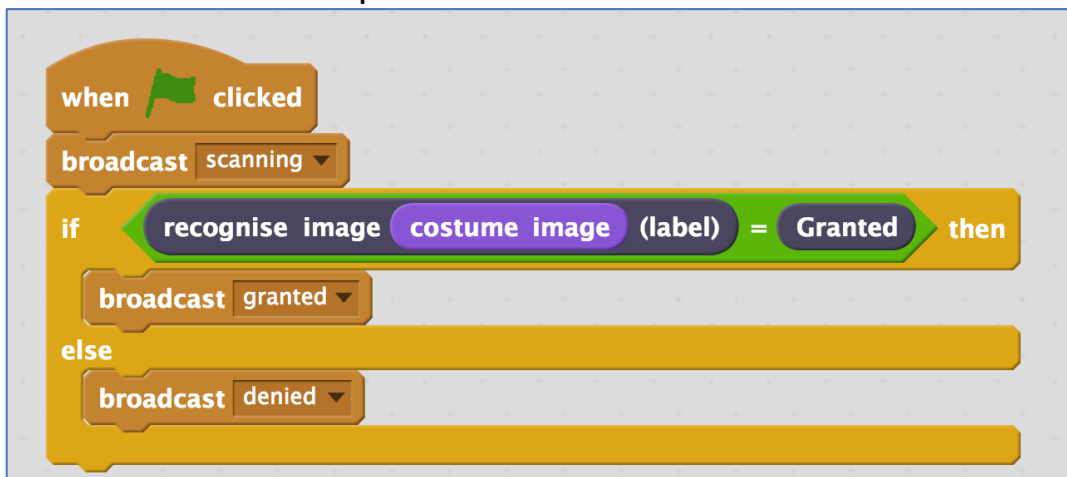 when clicked
broadcast scanning
if recognise image costume image (label) = Granted then
broadcast granted
else
broadcast denied